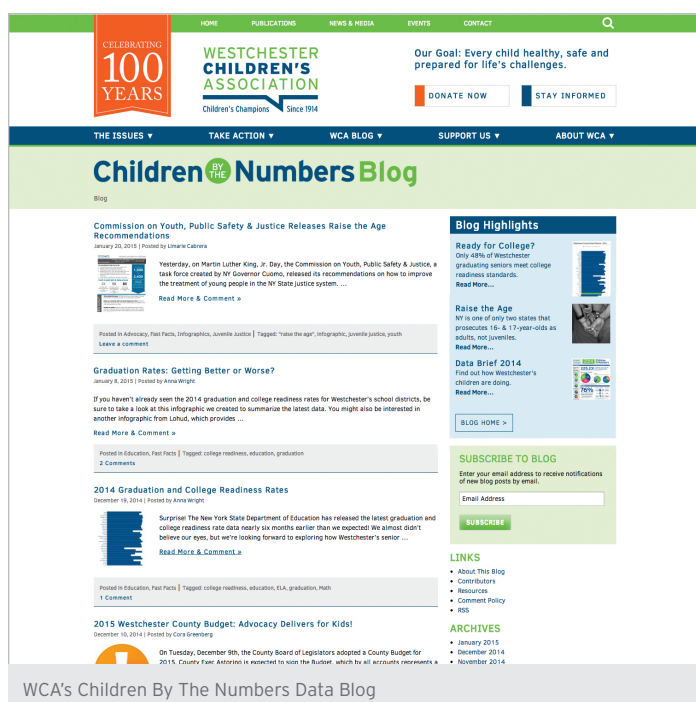 HOME PUBLICATIONS NEWS & MEDIA EVENTS CONTACT
CELEBRATING
100
YEARS
WESTCHESTER
CHILDREN'S
ASSOCIATION
Children's Champions Since 1914
Our Goal: Every child healthy, safe and
prepared for life's challenges.
DONATE NOW
STAY INFORMED
THE ISSUES ▼ TAKE ACTION ▼ WCA BLOG ▼ SUPPORT US ▼ ABOUT WCA ▼
Children BY THE Numbers Blog
Blog
Commission on Youth, Public Safety & Justice Releases Raise the Age
Recommendations
January 20, 2015 | Posted by Limarie Cabrera
Yesterday, on Martin Luther King, Jr. Day, the Commission on Youth, Public Safety & Justice, a
task force created by NY Governor Cuomo, released its recommendations on how to improve
the treatment of young people in the NY State justice system. ...
Read More & Comment »
Posted in Advocacy, Fast Facts, Infographics, Juvenile Justice | Tagged: "raise the age", infographic, juvenile justice, youth
Leave a comment
Graduation Rates: Getting Better or Worse?
January 8, 2015 | Posted by Anna Wright
If you haven't already seen the 2014 graduation and college readiness rates for Westchester's school districts, be
sure to take a look at this infographic we created to summarize the latest data. You might also be interested in
another infographic from Lohud, which provides ...
Read More & Comment »
Posted in Education, Fast Facts | Tagged: college readiness, education, graduation
2 Comments
2014 Graduation and College Readiness Rates
December 19, 2014 | Posted by Anna Wright
Surprise! The New York State Department of Education has released the latest graduation and
college readiness rate data nearly six months earlier than we expected! We almost didn't
believe our eyes, but we're looking forward to exploring how Westchester's senior ...
Read More & Comment »
Posted in Education, Fast Facts | Tagged: college readiness, education, ELA, graduation, Math
1 Comment
2015 Westchester County Budget: Advocacy Delivers for Kids!
December 10, 2014 | Posted by Cora Greenberg
On Tuesday, December 9th, the County Board of Legislators adopted a County Budget for
2015. County Exec Astorino is expected to sign the Budget, which by all accounts represents a
Blog Highlights
Ready for College?
Only 48% of Westchester
graduating seniors meet college
readiness standards.
Read More...
Raise the Age
NY is one of only two states that
prosecutes 16- & 17-year-olds as
adults, not juveniles.
Read More...
Data Brief 2014
Find out how Westchester's
children are doing.
Read More...
76%
BLOG HOME >
SUBSCRIBE TO BLOG
Enter your email address to receive notifications
of new blog posts by email.
Email Address
SUBSCRIBE
LINKS
• About This Blog
• Contributors
• Resources
• Comment Policy
• RSS
ARCHIVES
• January 2015
• December 2014
• November 2014
WCA's Children By The Numbers Data Blog